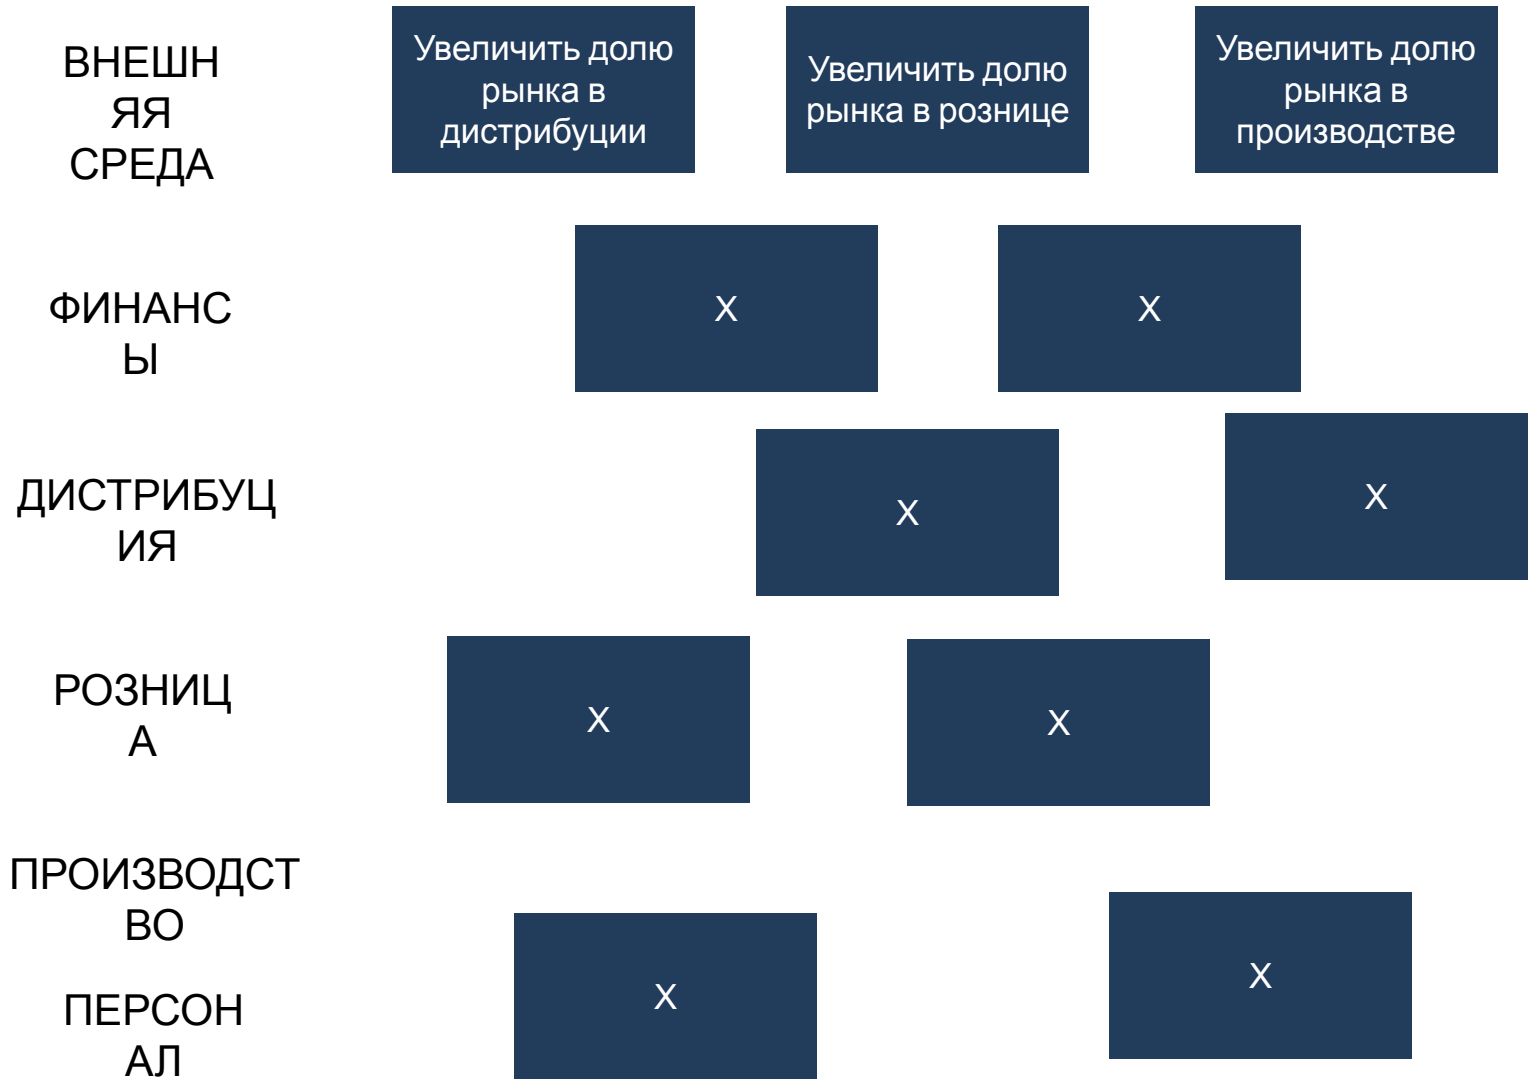 ВНЕШН
ЯЯ
СРЕДА
Увеличить долю
рынка в
дистрибуции
Увеличить долю
рынка в рознице
Увеличить долю
рынка в
производстве
ФИНАНС
Ы
X
X
ДИСТРИБУЦ
ИЯ
X
X
РОЗНИЦ
А
X
X
ПРОИЗВОДСТ
ВО
ПЕРСОН
АЛ
X
X